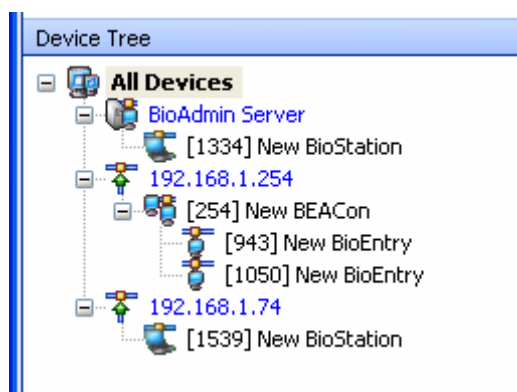 Device Tree
All Devices
BioAdmin Server
[1334] New BioStation
192.168.1.254
[254] New BEACon
[943] New BioEntry
[1050] New BioEntry
192.168.1.74
[1539] New BioStation